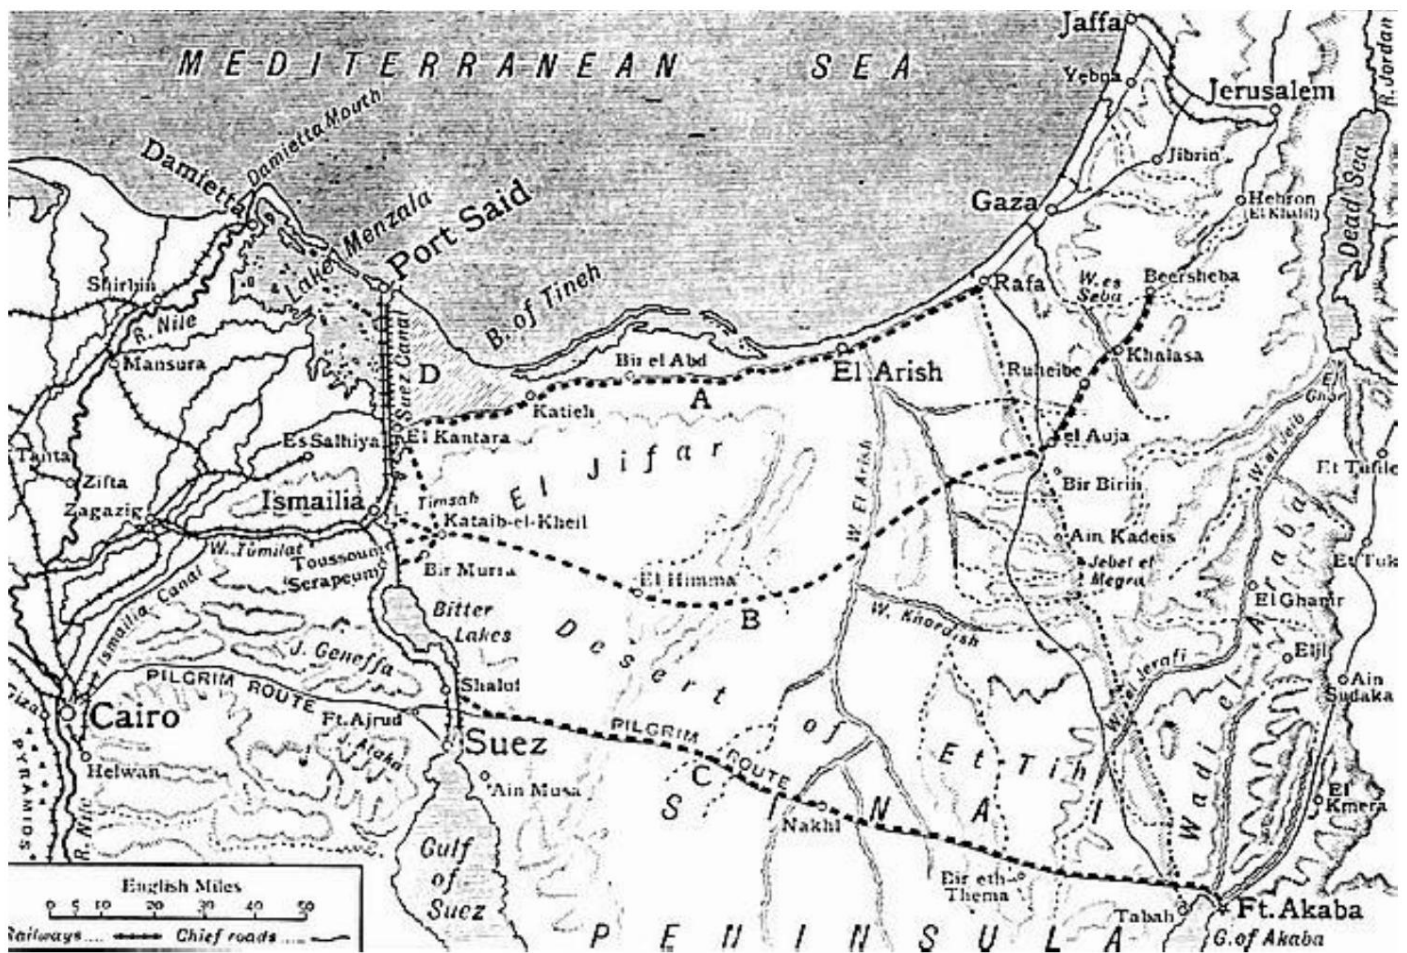 Jaffa
MEDITERRANEAN SEA
R. Jordan
Yebna
Jerusalem
Damietta Mouth
Damietta
Jibrin
Dead Sea
Lake Menzala
Port Said
Gaza
Hebron
(El Khalil)
Shirbin
B. of Tineh
Rafa
W. es
Seba
Beersheba
R. Nile
Suez Canal
Mansura
D
Bir el Abd
El Arish
Ruheibe
Khalasa
Katieh
A
El
Ghor
Es Salhiya
El Kantara
el Auja
W. el Jeib
Tanta
El Jifar
W. El Arish
Et Tufile
Zifta
Bir Birin
Zagazig
Ismailia
L. Timsah
Kataib-el-Kheil
W. Tumilat
Toussoum
Serapeum
Bir Murra
Ain Kadeis
Jebel el
Megra
Et Tuk
Ismailia Canal
El Himma
El Ghamr
Bitter
Lakes
B
W. Khordish
J. Geneffa
Desert of
W. el Jerafi
Eljl
PILGRIM ROUTE
Shaluf
Ain
Sudaka
Giza
Cairo
Ft. Ajrud
J. Ataka
Suez
PILGRIM ROUTE
Et Tih
Wadi el Araba
PYRAMIDS
Helwan
Ain Musa
C
SINAI
El
Kmera
R. Nile
Nakhl
Gulf
of
Suez
Bir eth
Thema
English Miles
0 5 10 20 30 40 50
Tabah
Ft. Akaba
Railways.... Chief roads....
PENINSULA
G. of Akaba